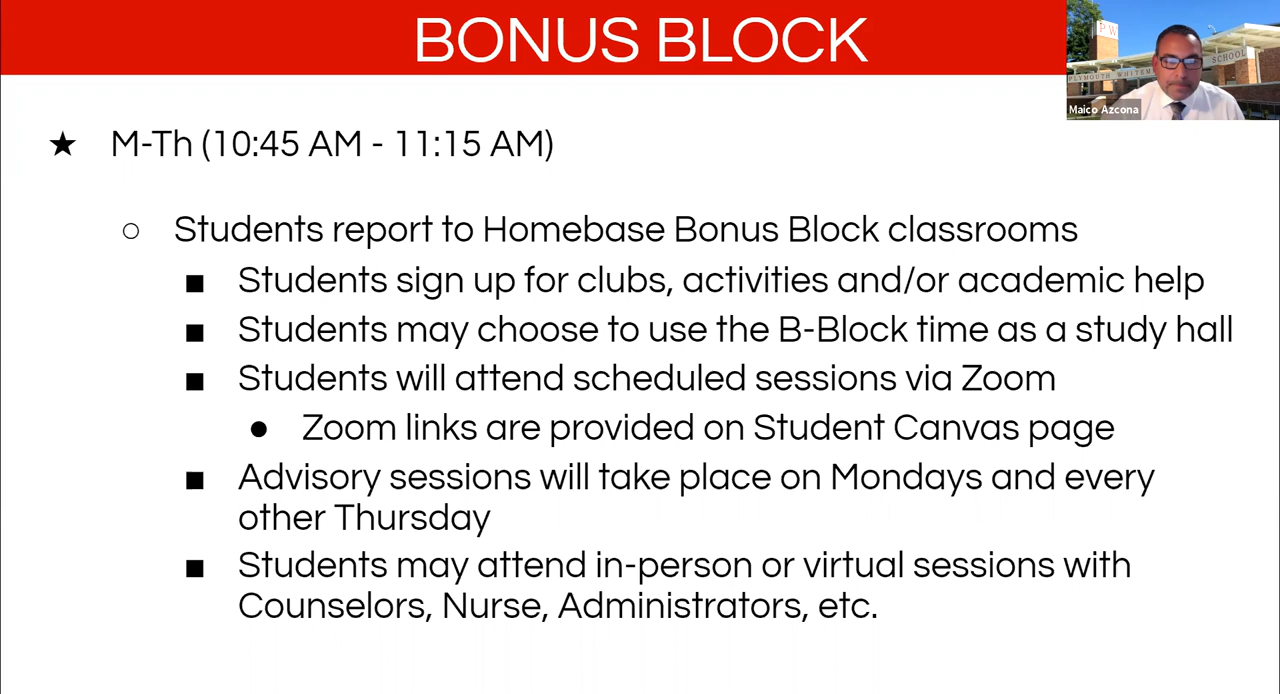 BONUS BLOCK
PW
PLYMOUTH WHITEM SCHOOL
Maico Azcona
★ M-Th (10:45 AM - 11:15 AM)
○ Students report to Homebase Bonus Block classrooms
■ Students sign up for clubs, activities and/or academic help
■ Students may choose to use the B-Block time as a study hall
■ Students will attend scheduled sessions via Zoom
● Zoom links are provided on Student Canvas page
■ Advisory sessions will take place on Mondays and every
other Thursday
■ Students may attend in-person or virtual sessions with
Counselors, Nurse, Administrators, etc.